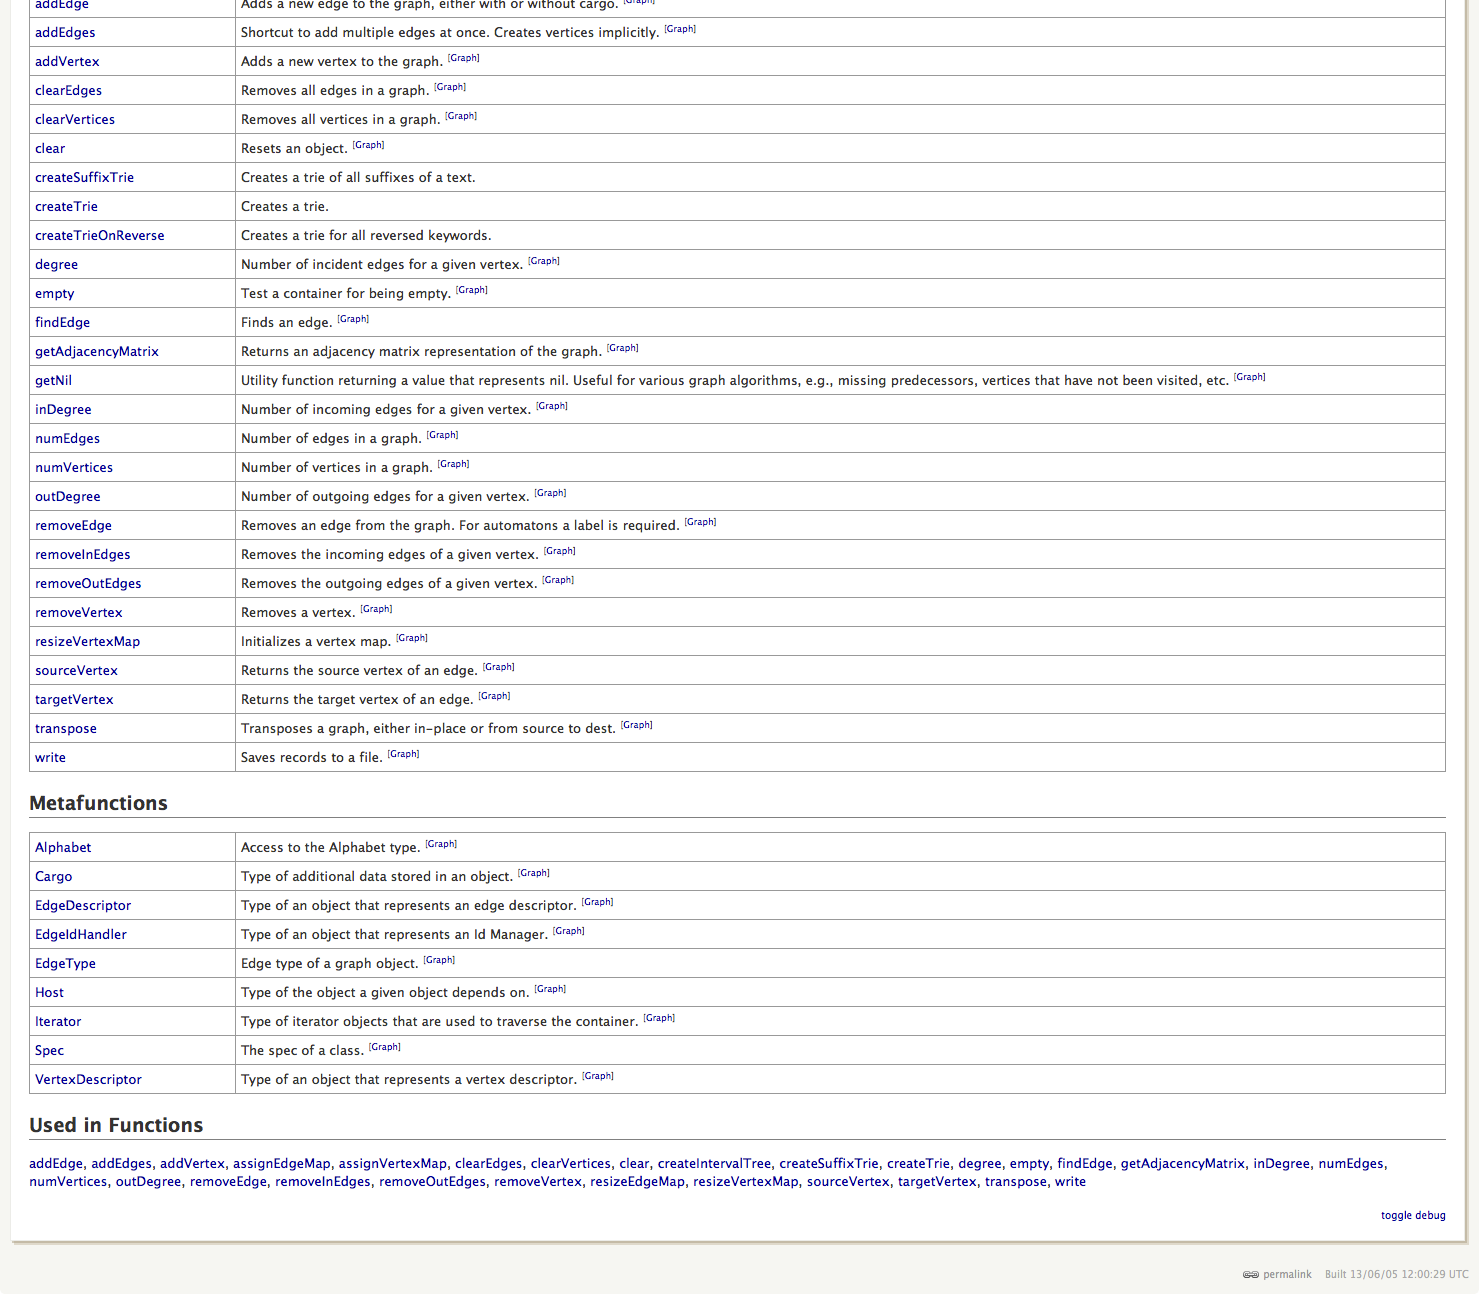 addEdge Adds a new edge to the graph, either with or without cargo. [Graph]
addEdges Shortcut to add multiple edges at once. Creates vertices implicitly. [Graph]
addVertex Adds a new vertex to the graph. [Graph]
clearEdges Removes all edges in a graph. [Graph]
clearVertices Removes all vertices in a graph. [Graph]
clear Resets an object. [Graph]
createSuffixTrie Creates a trie of all suffixes of a text.
createTrie Creates a trie.
createTrieOnReverse Creates a trie for all reversed keywords.
degree Number of incident edges for a given vertex. [Graph]
empty Test a container for being empty. [Graph]
findEdge Finds an edge. [Graph]
getAdjacencyMatrix Returns an adjacency matrix representation of the graph. [Graph]
getNil Utility function returning a value that represents nil. Useful for various graph algorithms, e.g., missing predecessors, vertices that have not been visited, etc. [Graph]
inDegree Number of incoming edges for a given vertex. [Graph]
numEdges Number of edges in a graph. [Graph]
numVertices Number of vertices in a graph. [Graph]
outDegree Number of outgoing edges for a given vertex. [Graph]
removeEdge Removes an edge from the graph. For automatons a label is required. [Graph]
removeInEdges Removes the incoming edges of a given vertex. [Graph]
removeOutEdges Removes the outgoing edges of a given vertex. [Graph]
removeVertex Removes a vertex. [Graph]
resizeVertexMap Initializes a vertex map. [Graph]
sourceVertex Returns the source vertex of an edge. [Graph]
targetVertex Returns the target vertex of an edge. [Graph]
transpose Transposes a graph, either in-place or from source to dest. [Graph]
write Saves records to a file. [Graph]
Metafunctions
Alphabet Access to the Alphabet type. [Graph]
Cargo Type of additional data stored in an object. [Graph]
EdgeDescriptor Type of an object that represents an edge descriptor. [Graph]
EdgeIdHandler Type of an object that represents an Id Manager. [Graph]
EdgeType Edge type of a graph object. [Graph]
Host Type of the object a given object depends on. [Graph]
Iterator Type of iterator objects that are used to traverse the container. [Graph]
Spec The spec of a class. [Graph]
VertexDescriptor Type of an object that represents a vertex descriptor. [Graph]
Used in Functions
addEdge, addEdges, addVertex, assignEdgeMap, assignVertexMap, clearEdges, clearVertices, clear, createIntervalTree, createSuffixTrie, createTrie, degree, empty, findEdge, getAdjacencyMatrix, inDegree, numEdges,
numVertices, outDegree, removeEdge, removeInEdges, removeOutEdges, removeVertex, resizeEdgeMap, resizeVertexMap, sourceVertex, targetVertex, transpose, write
toggle debug
permalink Built 13/06/05 12:00:29 UTC